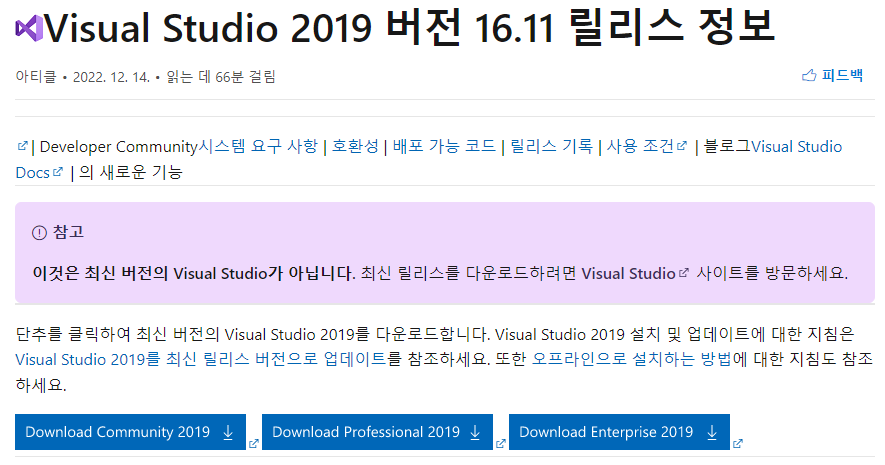 Visual Studio 2019 버전 16.11 릴리스 정보
아티클 • 2022. 12. 14. • 읽는 데 66분 걸림
피드백
| Developer Community시스템 요구 사항 | 호환성 | 배포 가능 코드 | 릴리스 기록 | 사용 조건 | 블로그Visual Studio
Docs | 의 새로운 기능
참고
이것은 최신 버전의 Visual Studio가 아닙니다. 최신 릴리스를 다운로드하려면 Visual Studio 사이트를 방문하세요.
단추를 클릭하여 최신 버전의 Visual Studio 2019를 다운로드합니다. Visual Studio 2019 설치 및 업데이트에 대한 지침은
Visual Studio 2019를 최신 릴리스 버전으로 업데이트를 참조하세요. 또한 오프라인으로 설치하는 방법에 대한 지침도 참조
하세요.
Download Community 2019
Download Professional 2019
Download Enterprise 2019